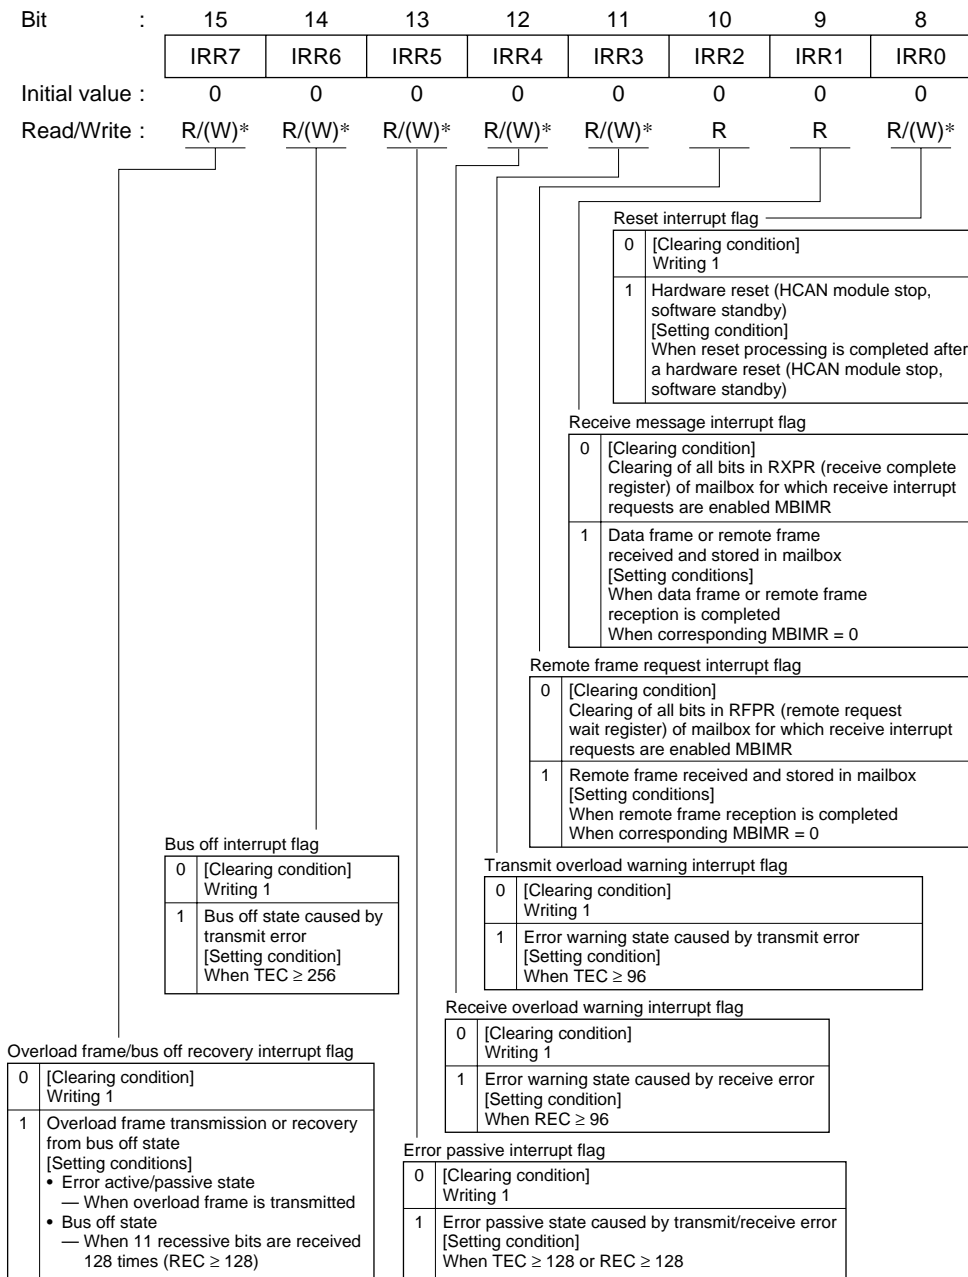 Bit : 15 14 13 12 11 10 9 8
IRR7 IRR6 IRR5 IRR4 IRR3 IRR2 IRR1 IRR0
Initial value : 0 0 0 0 0 0 0 0
Read/Write : R/(W)* R/(W)* R/(W)* R/(W)* R/(W)* R R R/(W)*
Reset interrupt flag
0 [Clearing condition]
Writing 1
1 Hardware reset (HCAN module stop,
software standby)
[Setting condition]
When reset processing is completed after
a hardware reset (HCAN module stop,
software standby)
Receive message interrupt flag
0 [Clearing condition]
Clearing of all bits in RXPR (receive complete
register) of mailbox for which receive interrupt
requests are enabled MBIMR
1 Data frame or remote frame
received and stored in mailbox
[Setting conditions]
When data frame or remote frame
reception is completed
When corresponding MBIMR = 0
Remote frame request interrupt flag
0 [Clearing condition]
Clearing of all bits in RFPR (remote request
wait register) of mailbox for which receive interrupt
requests are enabled MBIMR
1 Remote frame received and stored in mailbox
[Setting conditions]
When remote frame reception is completed
When corresponding MBIMR = 0
Bus off interrupt flag
0 [Clearing condition]
Writing 1
1 Bus off state caused by
transmit error
[Setting condition]
When TEC ≥ 256
Transmit overload warning interrupt flag
0 [Clearing condition]
Writing 1
1 Error warning state caused by transmit error
[Setting condition]
When TEC ≥ 96
Receive overload warning interrupt flag
0 [Clearing condition]
Writing 1
1 Error warning state caused by receive error
[Setting condition]
When REC ≥ 96
Overload frame/bus off recovery interrupt flag
0 [Clearing condition]
Writing 1
1 Overload frame transmission or recovery
from bus off state
[Setting conditions]
• Error active/passive state
— When overload frame is transmitted
• Bus off state
— When 11 recessive bits are received
128 times (REC ≥ 128)
Error passive interrupt flag
0 [Clearing condition]
Writing 1
1 Error passive state caused by transmit/receive error
[Setting condition]
When TEC ≥ 128 or REC ≥ 128